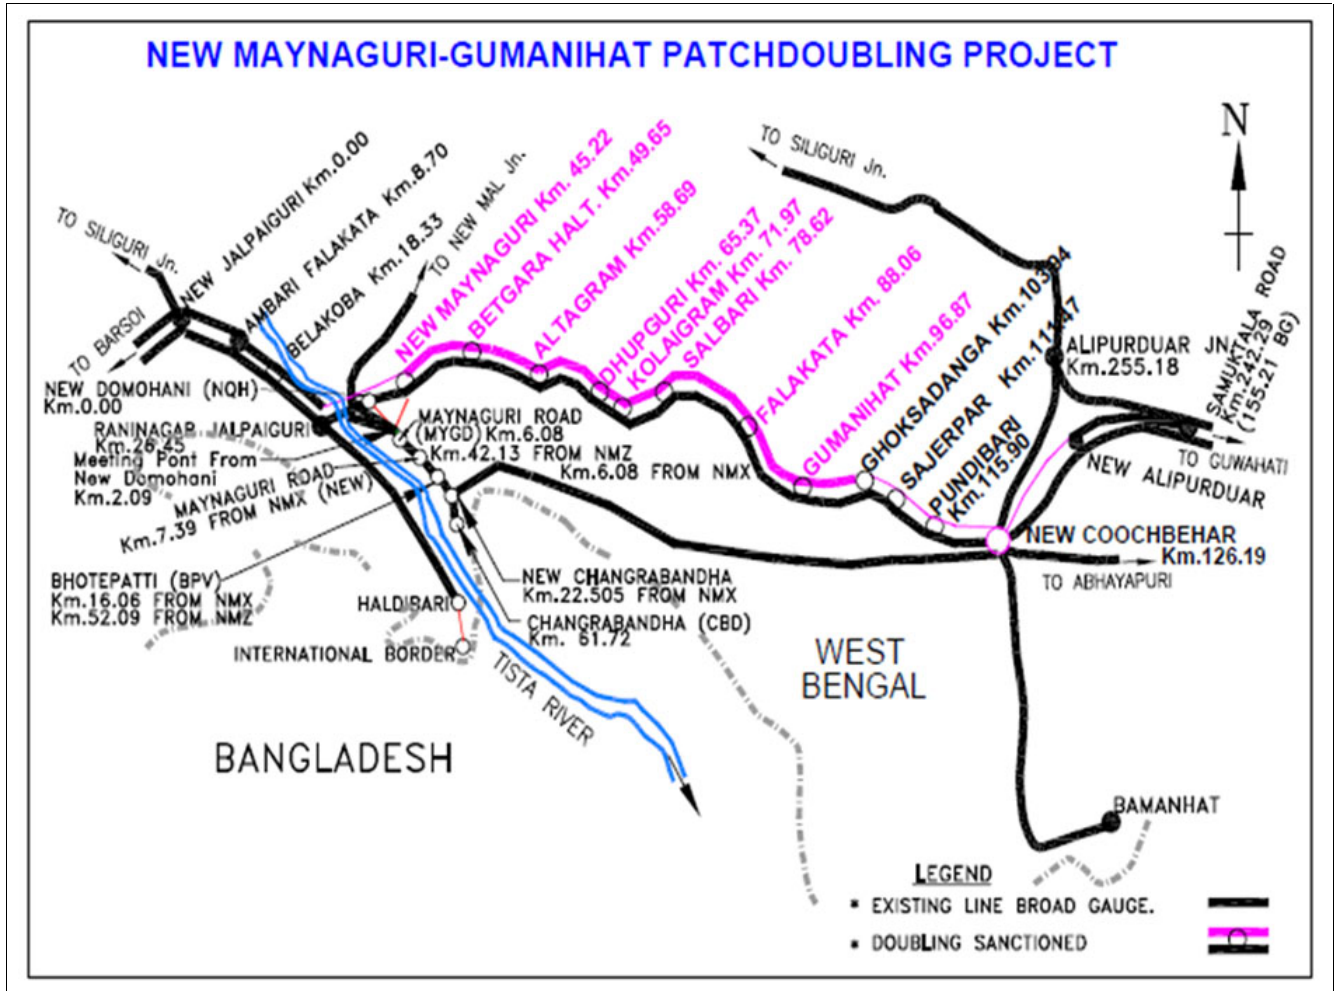 NEW MAYNAGURI-GUMANIHAT PATCHDOUBLING PROJECT
N
TO SILIGURI Jn.
NEW JALPAIGURI Km.0.00
AMBARI FALAKATA Km.8.70
BELAKOBA Km.18.33
TO NEW MAL Jn.
NEW MAYNAGURI Km. 45.22
BETGARA HALT. Km.49.65
ALTAGRAM Km.58.69
DHUPGURI Km. 65.37
KOLAIGRAM Km. 71.97
SALBARI Km. 78.62
FALAKATA Km. 88.06
GUMANIHAT Km.96.87
GHOKSADANGA Km.103.94
SAJERPAR Km.111.47
PUNDIBARI
Km.115.90
TO SILIGURI Jn.
TO BARSOI
ALIPURDUAR JN.
Km.255.18
SAMUKTALA ROAD
Km.242.29
(155.21 BG)
TO GUWAHATI
NEW ALIPURDUAR
NEW COOCHBEHAR
Km.126.19
TO ABHAYAPURI
NEW DOMOHANI (NQH)
Km.0.00
RANINAGAR JALPAIGURI
Km.26.45
Meeting Pont From
New Domohani
Km.2.09
MAYNAGURI ROAD
(MYGD) Km.6.08
Km.42.13 FROM NMZ
Km.6.08 FROM NMX
MAYNAGURI ROAD
Km.7.39 FROM NMX (NEW)
BHOTEPATTI (BPV)
Km.16.06 FROM NMX
Km.52.09 FROM NMZ
NEW CHANGRABANDHA
Km.22.505 FROM NMX
CHANGRABANDHA (CBD)
Km. 61.72
HALDIBARI
INTERNATIONAL BORDER
TISTA RIVER
WEST
BENGAL
BANGLADESH
BAMANHAT
LEGEND
* EXISTING LINE BROAD GAUGE.
* DOUBLING SANCTIONED